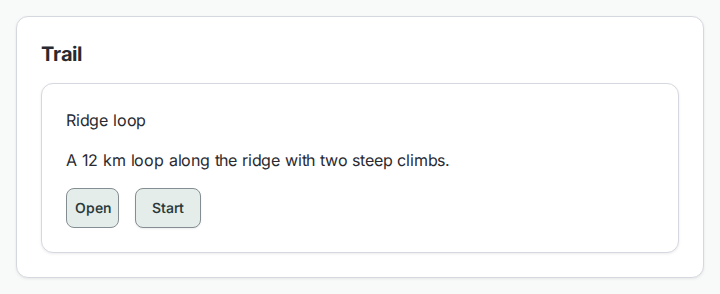 Trail
Ridge loop
A 12 km loop along the ridge with two steep climbs.
Open
Start